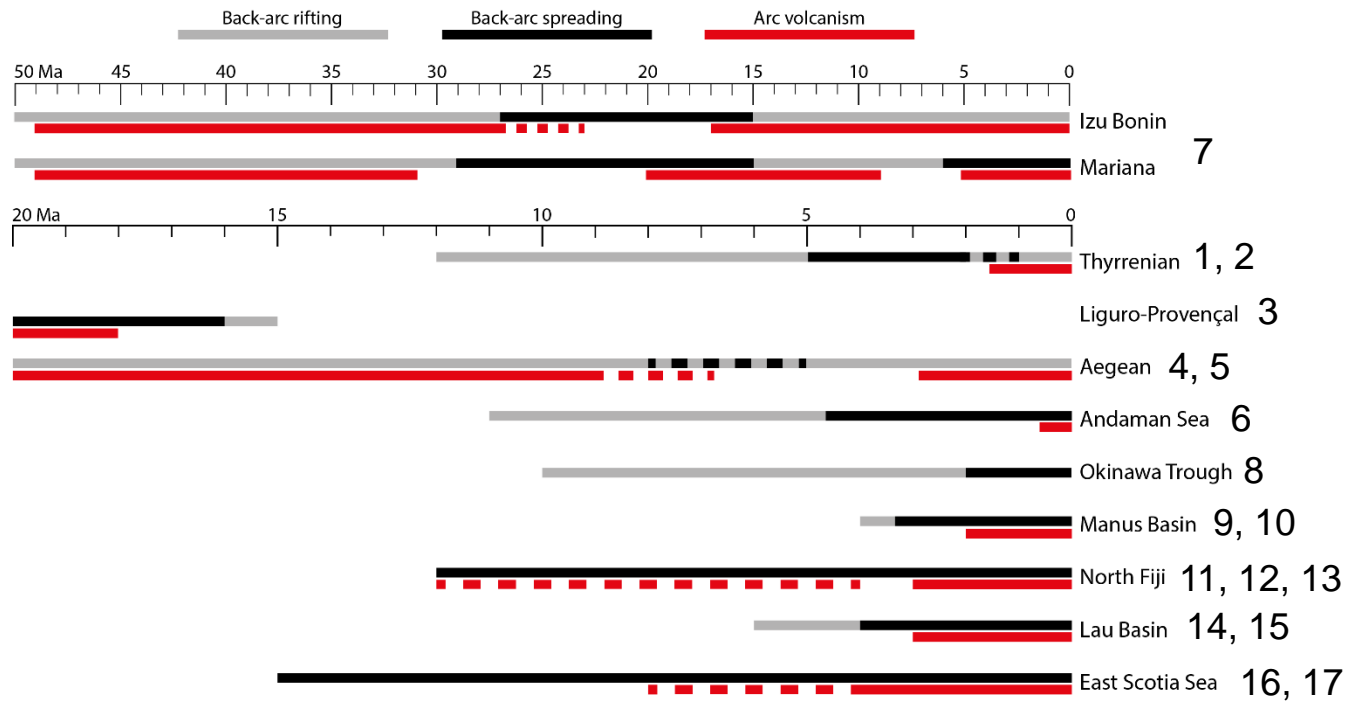 Back-arc rifting Back-arc spreading Arc volcanism
50 Ma 45 40 35 30 25 20 15 10 5 0
Izu Bonin
7
Mariana
20 Ma 15 10 5 0
Thyrrenian 1, 2
Liguro-Provençal 3
Aegean 4, 5
Andaman Sea 6
Okinawa Trough 8
Manus Basin 9, 10
North Fiji 11, 12, 13
Lau Basin 14, 15
East Scotia Sea 16, 17